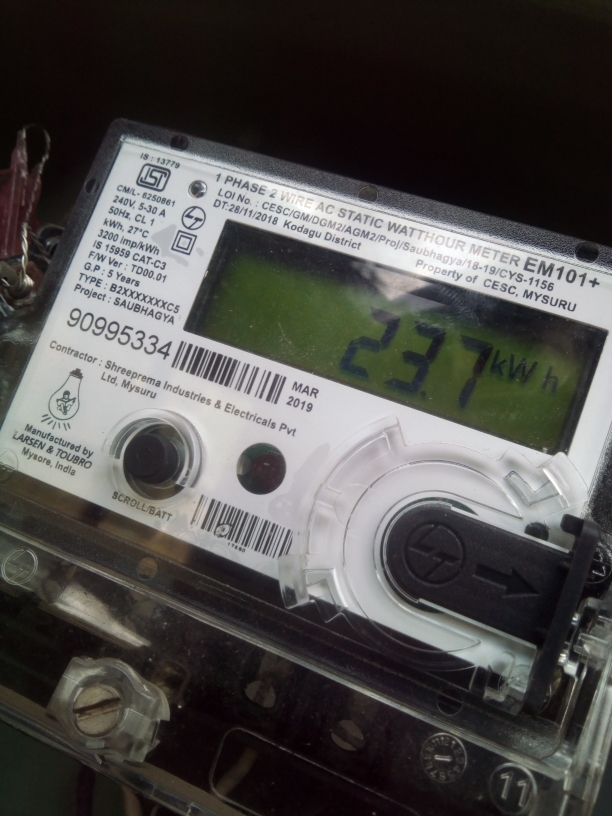 IS : 13779
CM/L- 6250861
240V, 5-30 A
50Hz, CL 1
kWh, 27°C
3200 imp/kWh
IS 15959 CAT-C3
F/W Ver : TD00.01
G.P : 5 Years
TYPE : B2XXXXXXXC5
Project : SAUBHAGYA
1 PHASE 2 WIRE AC STATIC WATTHOUR METER EM101+
LOI No. : CESC/GM/DGM2/AGM2/Proj/Saubhagya/18-19/CYS-1156
DT:28/11/2018 Kodagu District
Property of CESC, MYSURU
23.7 kWh
90995334
MAR
2019
Contractor : Shreeprema Industries & Electricals Pvt
Ltd, Mysuru
Manufactured by
LARSEN & TOUBRO
Mysore, India
SCROLL/BATT
11